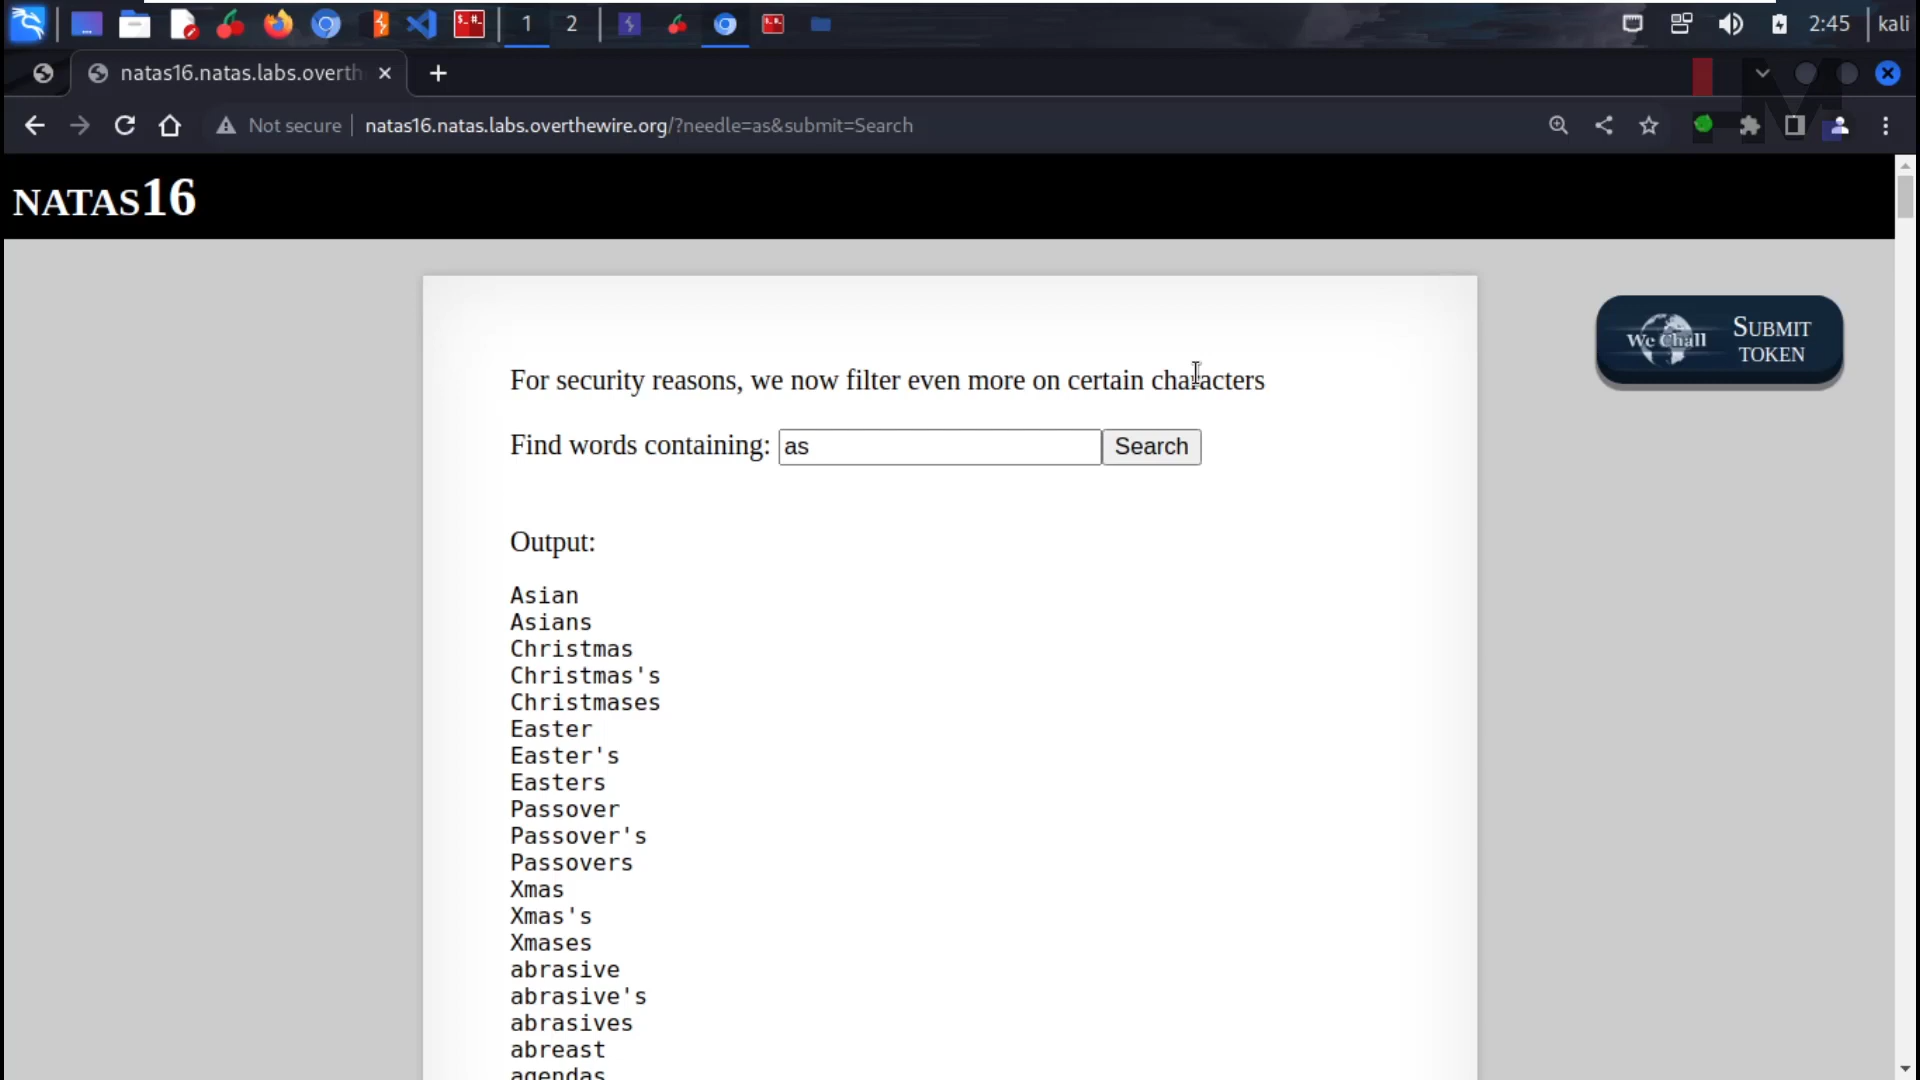 1
2
2:45
kali
natas16.natas.labs.overth
Not secure
natas16.natas.labs.overthewire.org/?needle=as&submit=Search
NATAS16
We Chall
SUBMIT
TOKEN
For security reasons, we now filter even more on certain characters
Find words containing: as Search
Output:
Asian
Asians
Christmas
Christmas's
Christmases
Easter
Easter's
Easters
Passover
Passover's
Passovers
Xmas
Xmas's
Xmases
abrasive
abrasive's
abrasives
abreast
agendas